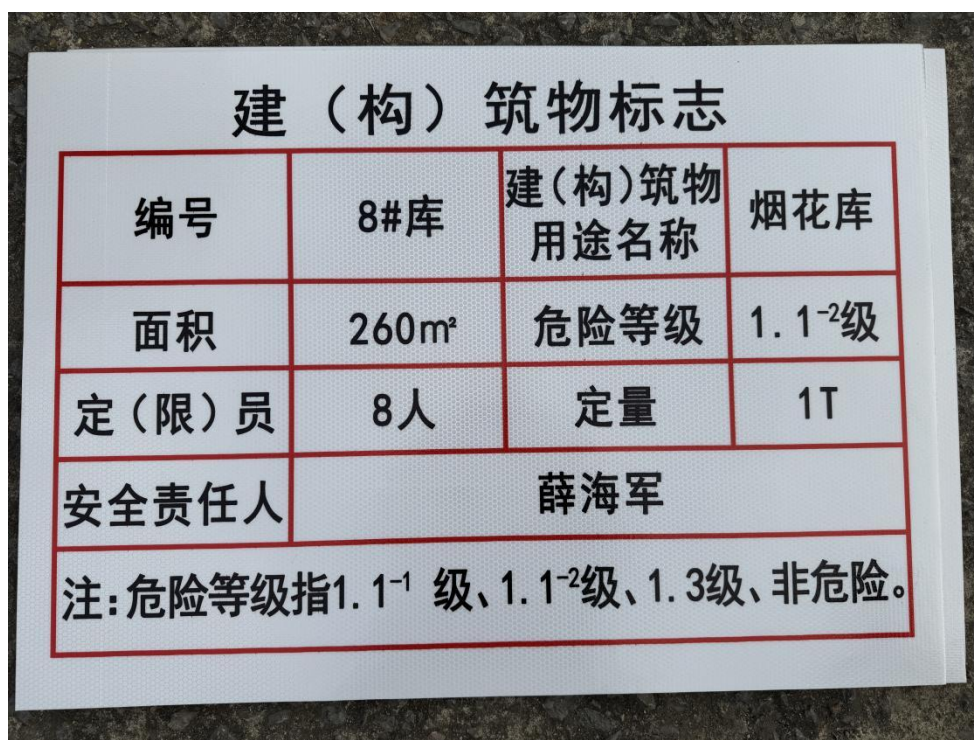 建（构）筑物标志
编号 8#库 建(构)筑物用途名称 烟花库
面积 260㎡ 危险等级 1.1⁻²级
定（限）员 8人 定量 1T
安全责任人 薛海军
注:危险等级指1.1⁻¹ 级、1.1⁻²级、1.3级、非危险。